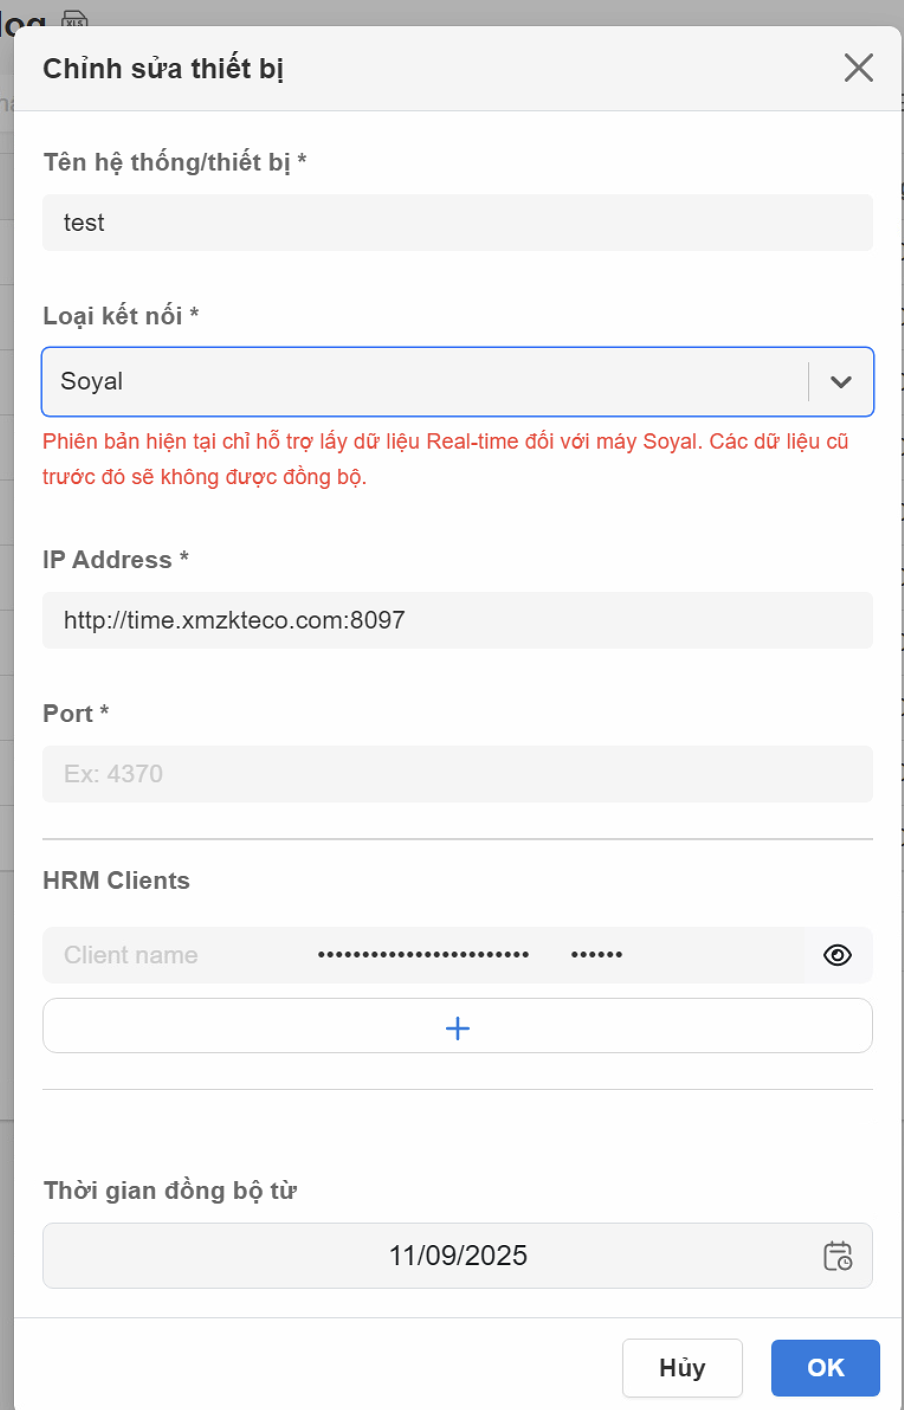 log
XLS
Chỉnh sửa thiết bị
Tên hệ thống/thiết bị *
test
Loại kết nối *
Soyal
Phiên bản hiện tại chỉ hỗ trợ lấy dữ liệu Real-time đối với máy Soyal. Các dữ liệu cũ
trước đó sẽ không được đồng bộ.
IP Address *
http://time.xmzkteco.com:8097
Port *
Ex: 4370
HRM Clients
Client name •••••••••••••••••••••••• ••••••
Thời gian đồng bộ từ
11/09/2025
Hủy
OK